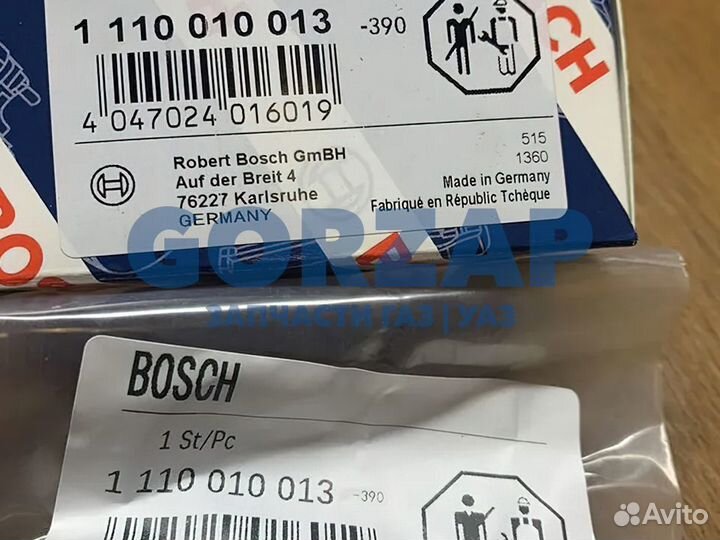 1 110 010 013 -390
CH
4 047024 016019
Robert Bosch GmBH
Auf der Breit 4
76227 Karlsruhe
GERMANY
515
1360
Made in Germany
Fabriqué en Républic Tchèque
GORZAP
ЗАПЧАСТИ ГАЗ | УАЗ
BOSCH
1 St/Pc
1 110 010 013 -390
Avito